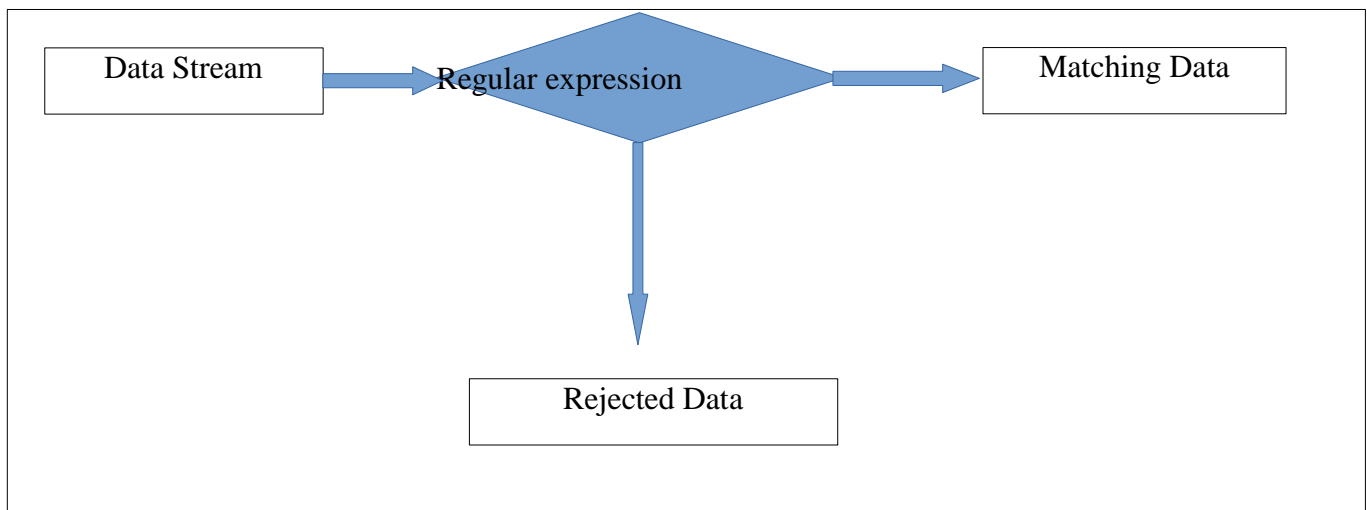 Data Stream
Regular expression
Matching Data
Rejected Data